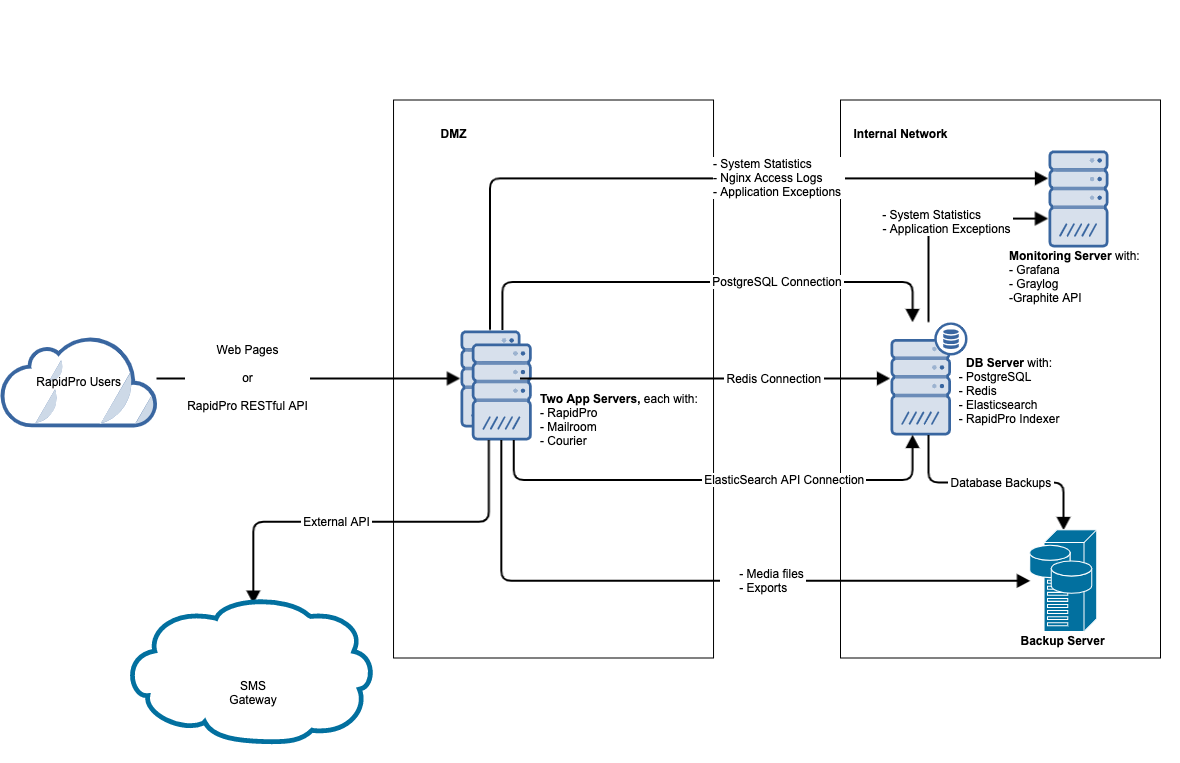 DMZ
Internal Network
- System Statistics
- Nginx Access Logs
- Application Exceptions
- System Statistics
- Application Exceptions
Monitoring Server with:
- Grafana
- Graylog
-Graphite API
PostgreSQL Connection
Web Pages
or
RapidPro RESTful API
RapidPro Users
Redis Connection
DB Server with:
- PostgreSQL
- Redis
- Elasticsearch
- RapidPro Indexer
Two App Servers, each with:
- RapidPro
- Mailroom
- Courier
ElasticSearch API Connection
Database Backups
External API
- Media files
- Exports
Backup Server
SMS
Gateway